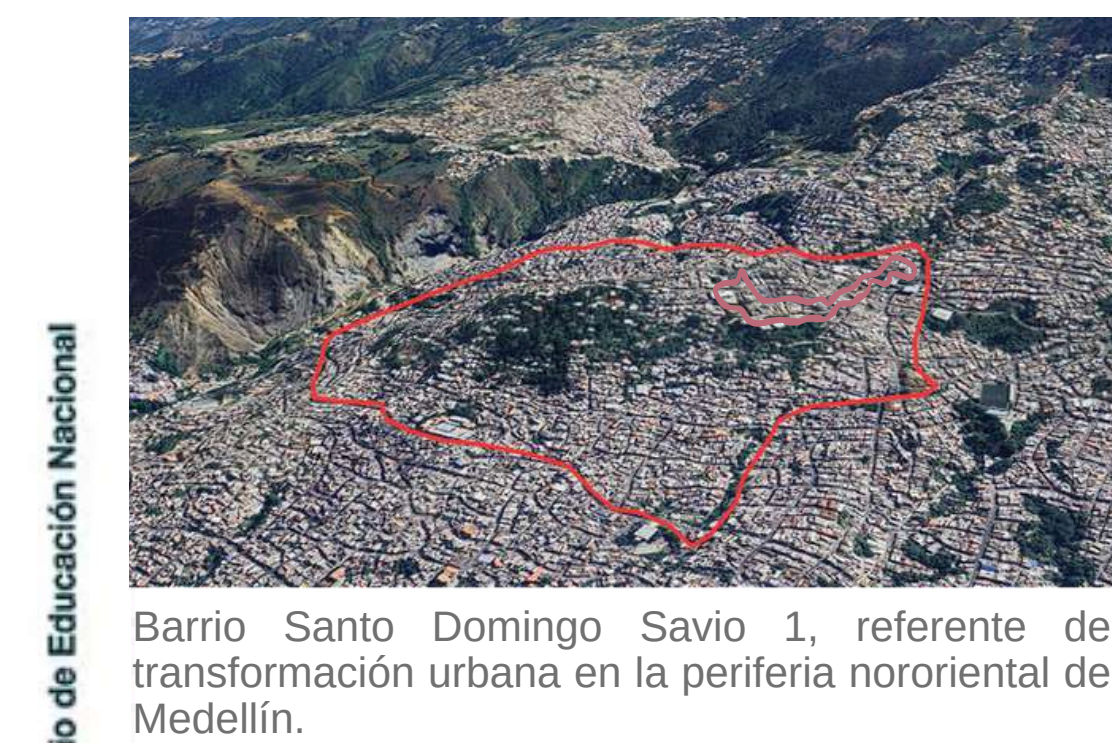 io de Educación Nacional
Barrio Santo Domingo Savio 1, referente de
transformación urbana en la periferia nororiental de
Medellín.